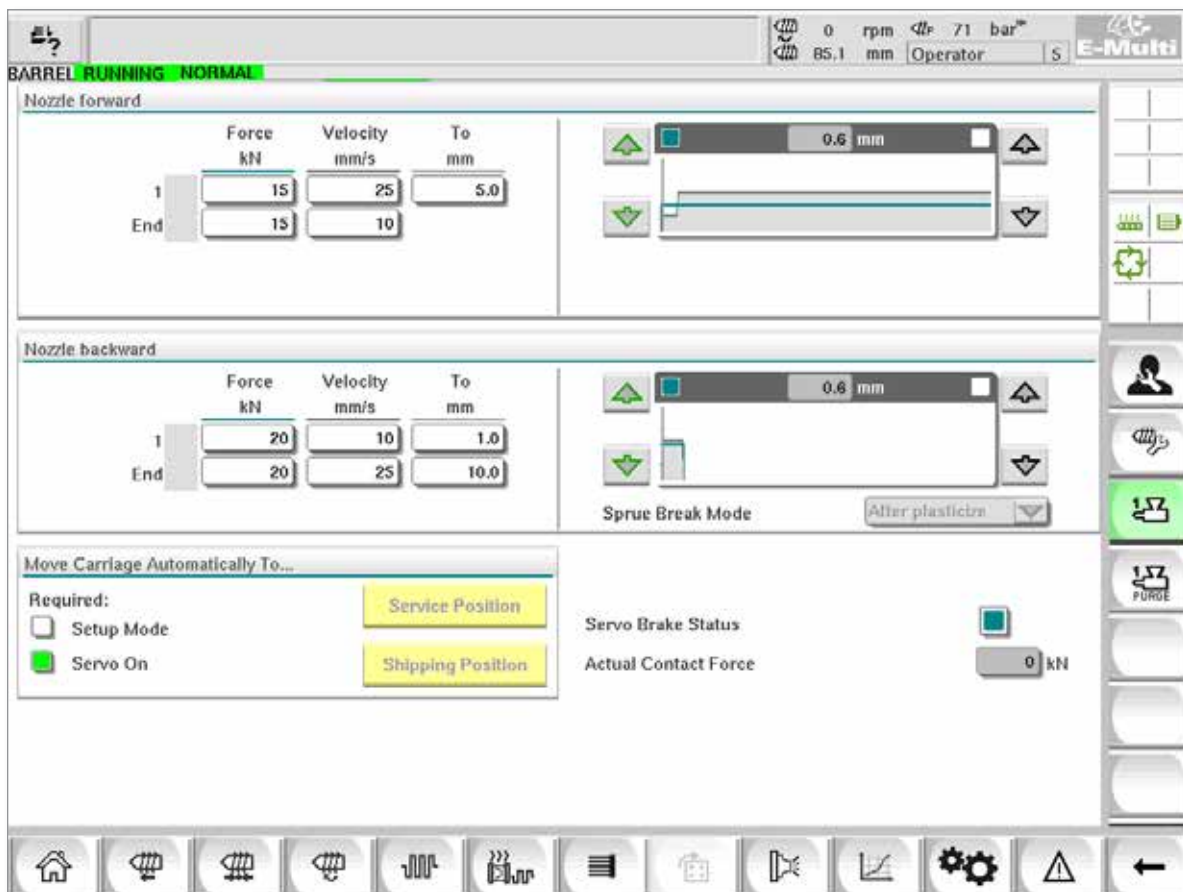 0 rpm 71 bar
85.1 mm Operator S
E-Multi
BARREL RUNNING NORMAL
Nozzle forward
Force Velocity To
kN mm/s mm
1 15 25 5.0
End 15 10
0.6 mm
Nozzle backward
Force Velocity To
kN mm/s mm
1 20 10 1.0
End 20 25 10.0
0.6 mm
Sprue Break Mode After plasticize
Move Carriage Automatically To...
Required:
Setup Mode
Servo On
Service Position
Shipping Position
Servo Brake Status
Actual Contact Force 0 kN
PURGE